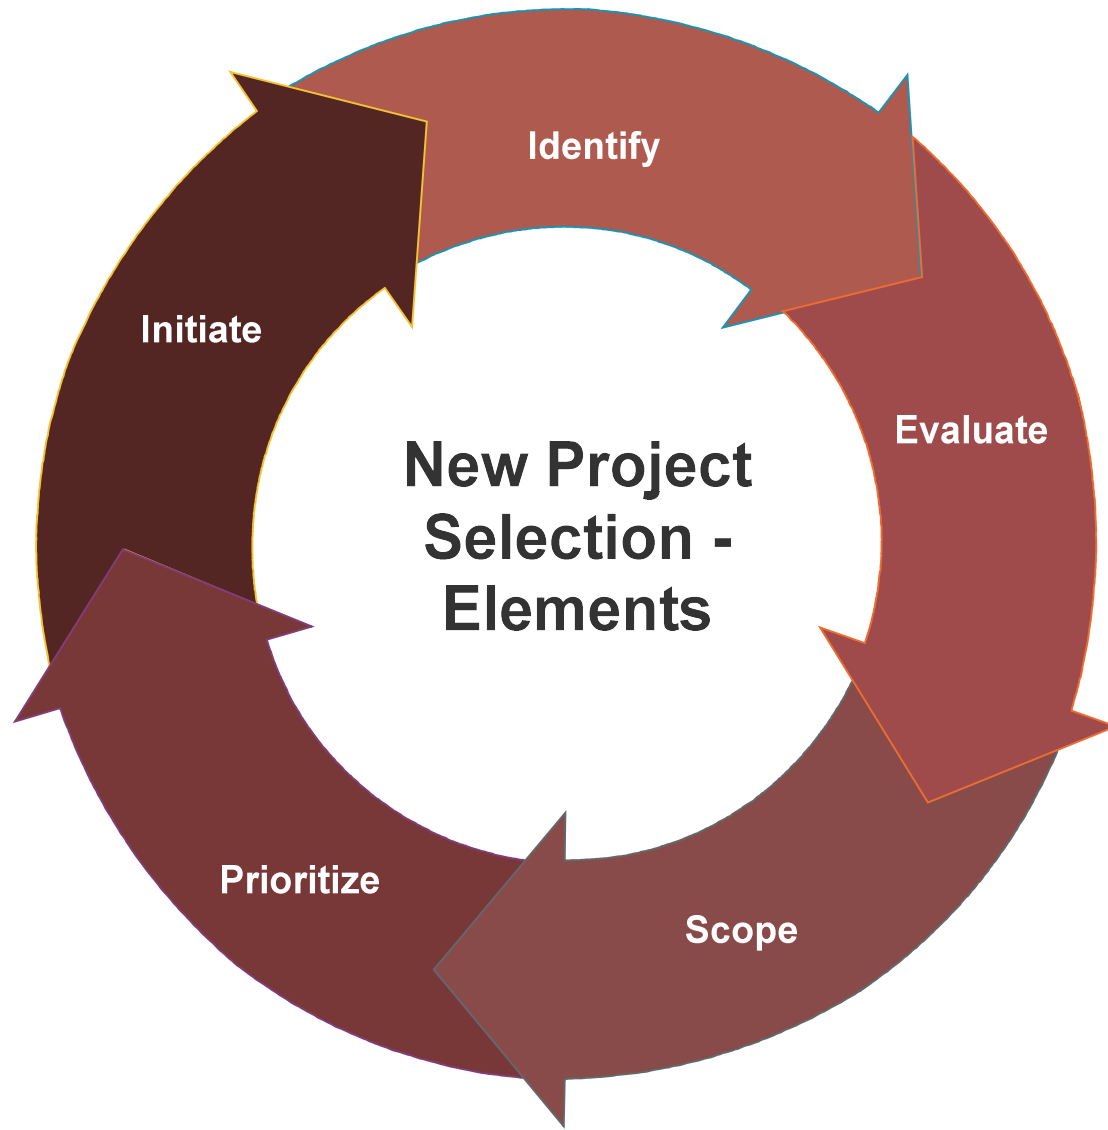 Identify
Initiate
Evaluate
New Project
Selection -
Elements
Prioritize
Scope